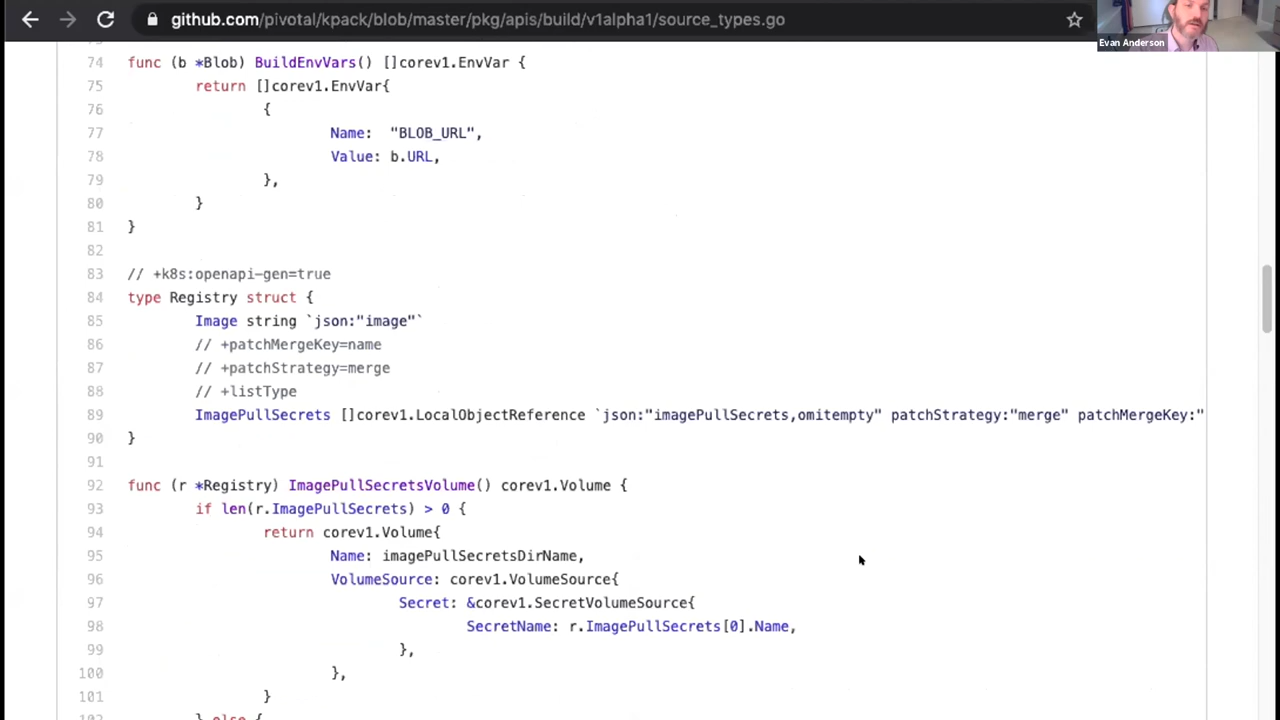 github.com/pivotal/kpack/blob/master/pkg/apis/build/v1alpha1/source_types.go
Evan Anderson
74 func (b *Blob) BuildEnvVars() []corev1.EnvVar {
75 return []corev1.EnvVar{
76 {
77 Name: "BLOB_URL",
78 Value: b.URL,
79 },
80 }
81 }
82
83 // +k8s:openapi-gen=true
84 type Registry struct {
85 Image string `json:"image"`
86 // +patchMergeKey=name
87 // +patchStrategy=merge
88 // +listType
89 ImagePullSecrets []corev1.LocalObjectReference `json:"imagePullSecrets,omitempty" patchStrategy:"merge" patchMergeKey:"
90 }
91
92 func (r *Registry) ImagePullSecretsVolume() corev1.Volume {
93 if len(r.ImagePullSecrets) > 0 {
94 return corev1.Volume{
95 Name: imagePullSecretsDirName,
96 VolumeSource: corev1.VolumeSource{
97 Secret: &corev1.SecretVolumeSource{
98 SecretName: r.ImagePullSecrets[0].Name,
99 },
100 },
101 }
102 } else {